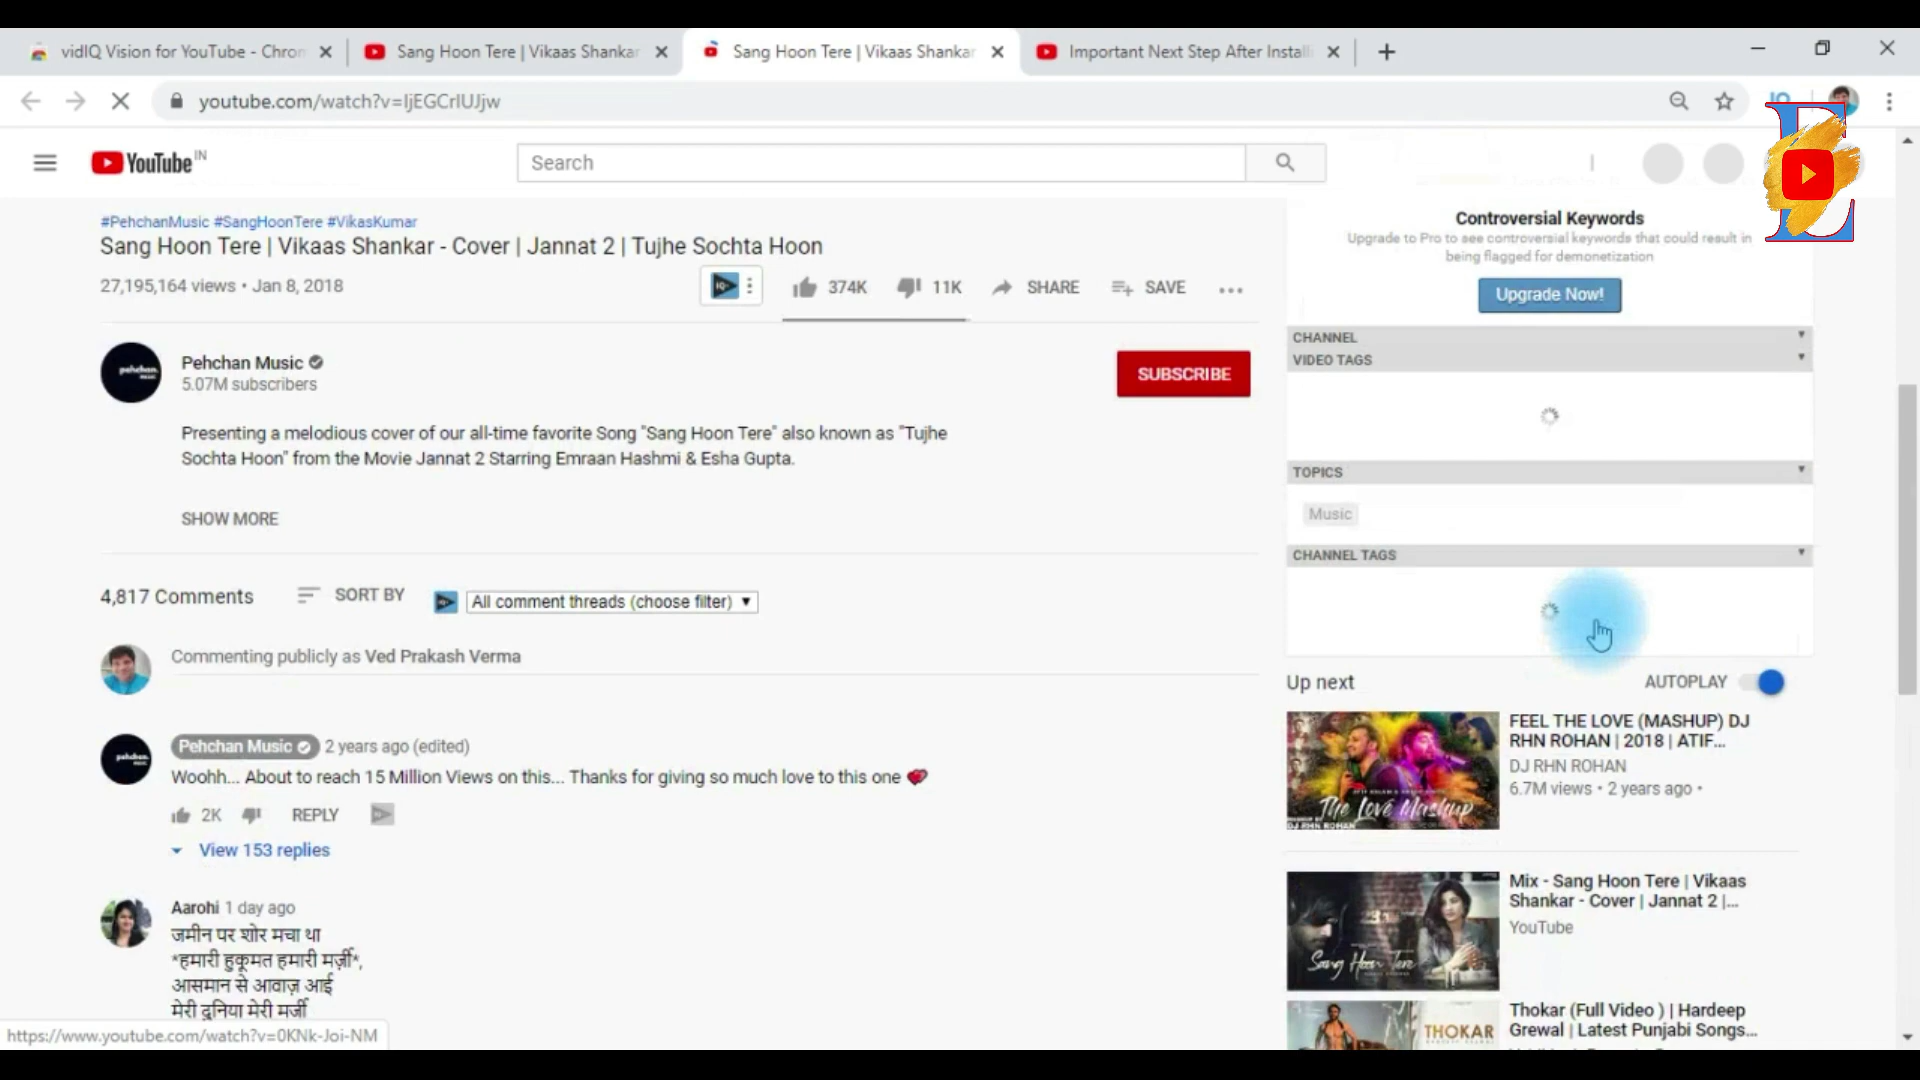 vidIQ Vision for YouTube - Chrom
Sang Hoon Tere | Vikaas Shankar
Sang Hoon Tere | Vikaas Shankar
Important Next Step After Install
youtube.com/watch?v=IjEGCrIUJjw
YouTube IN
Search
#PehchanMusic #SangHoonTere #VikasKumar
Sang Hoon Tere | Vikaas Shankar - Cover | Jannat 2 | Tujhe Sochta Hoon
27,195,164 views • Jan 8, 2018
374K
11K
SHARE
SAVE
Pehchan Music
5.07M subscribers
SUBSCRIBE
Presenting a melodious cover of our all-time favorite Song "Sang Hoon Tere" also known as "Tujhe
Sochta Hoon" from the Movie Jannat 2 Starring Emraan Hashmi & Esha Gupta.
SHOW MORE
4,817 Comments
SORT BY
All comment threads (choose filter)
Commenting publicly as Ved Prakash Verma
Pehchan Music 2 years ago (edited)
Woohh... About to reach 15 Million Views on this... Thanks for giving so much love to this one
2K
REPLY
View 153 replies
Aarohi 1 day ago
जमीन पर शोर मचा था
*हमारी हुकूमत हमारी मर्ज़ी*,
आसमान से आवाज़ आई
मेरी दुनिया मेरी मर्जी
https://www.youtube.com/watch?v=0KNk-Joi-NM
Controversial Keywords
Upgrade to Pro to see controversial keywords that could result in
being flagged for demonetization
Upgrade Now!
CHANNEL
VIDEO TAGS
TOPICS
Music
CHANNEL TAGS
Up next
AUTOPLAY
FEEL THE LOVE (MASHUP) DJ
RHN ROHAN | 2018 | ATIF...
DJ RHN ROHAN
6.7M views • 2 years ago •
The Love Mashup
DJ RHN ROHAN
Mix - Sang Hoon Tere | Vikaas
Shankar - Cover | Jannat 2 |...
YouTube
Sang Hoon Tere
Thokar (Full Video ) | Hardeep
Grewal | Latest Punjabi Songs...
THOKAR